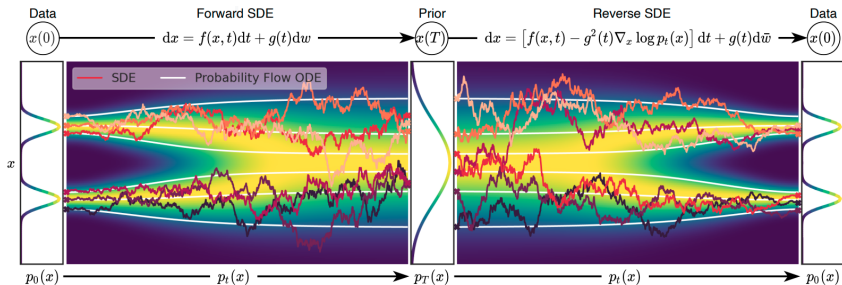 Data Forward SDE Prior Reverse SDE Data
x(0) dx = f(x, t)dt + g(t)dw x(T) dx = [f(x, t) − g²(t)∇ₓ log pₜ(x)] dt + g(t)dw̄ x(0)
SDE Probability Flow ODE
x
p₀(x) pₜ(x) p_T(x) pₜ(x) p₀(x)